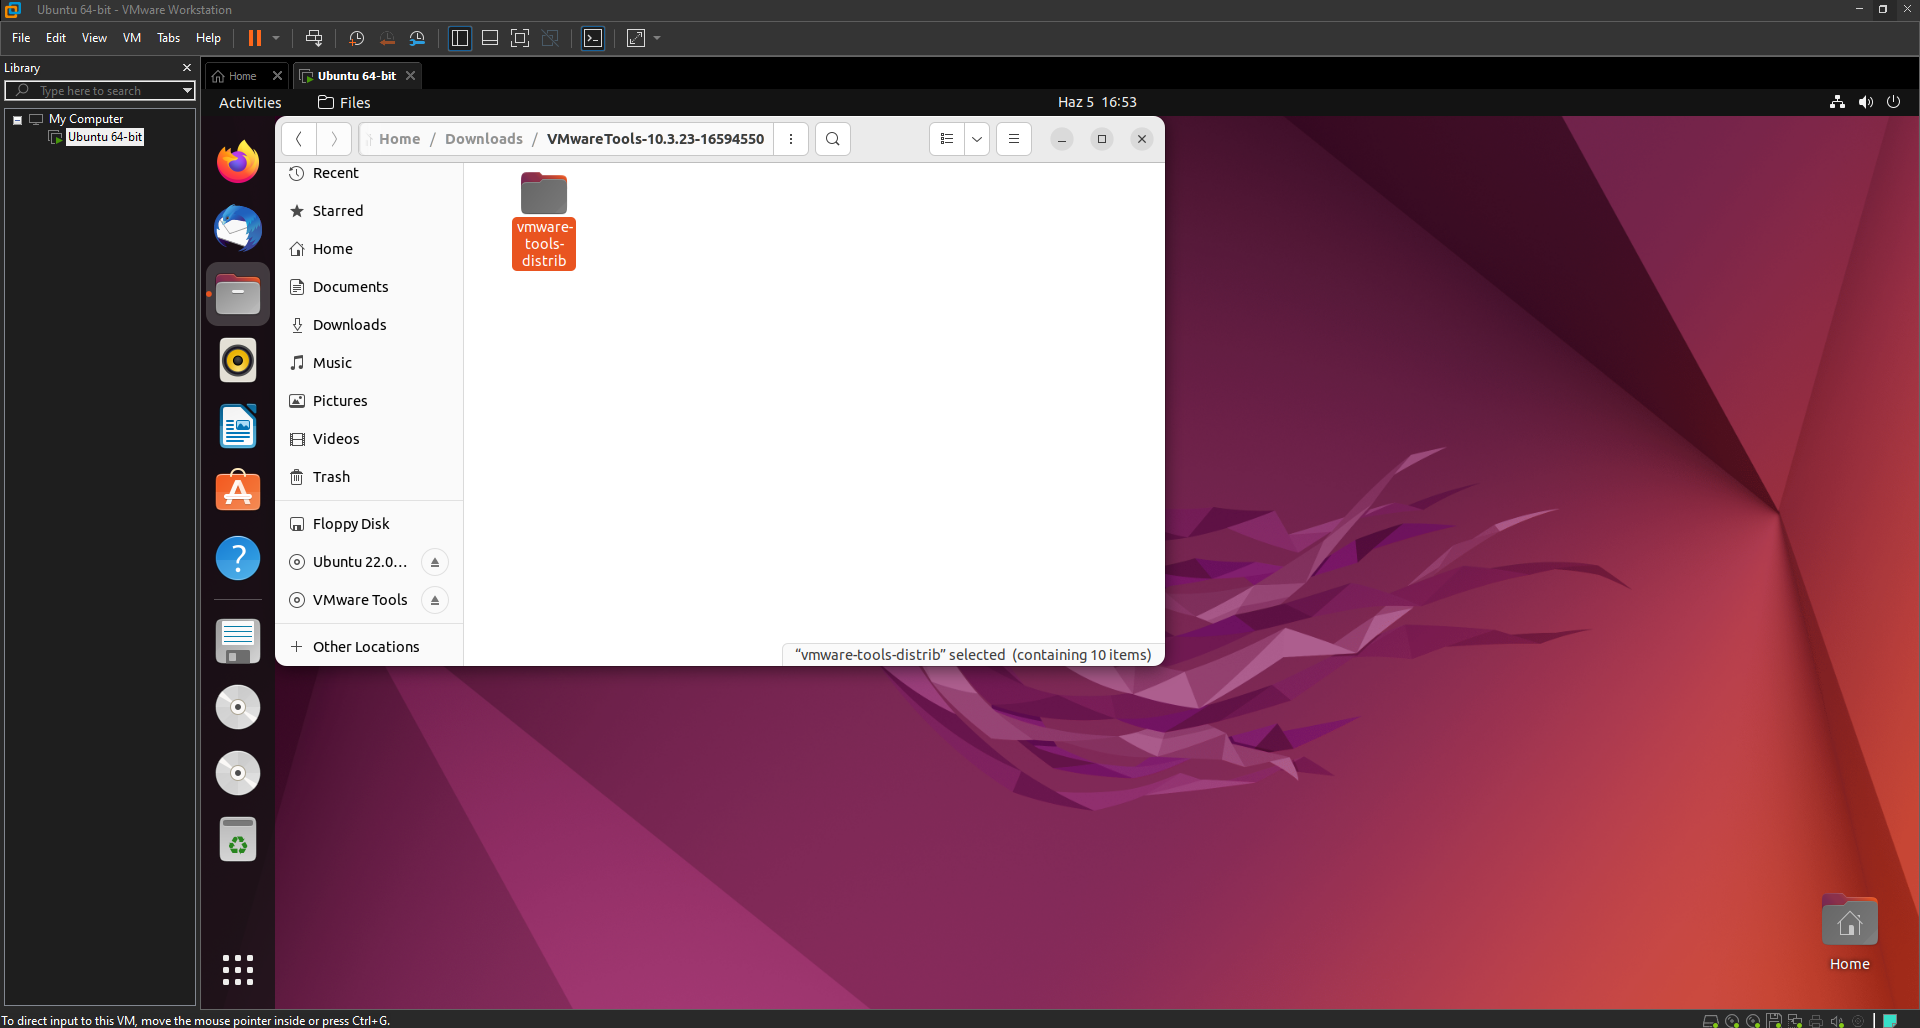 Ubuntu 64-bit - VMware Workstation
File Edit View VM Tabs Help
Library
Type here to search
My Computer
Ubuntu 64-bit
Home
Ubuntu 64-bit
Activities
Files
Haz 5 16:53
Home / Downloads / VMwareTools-10.3.23-16594550
Recent
Starred
Home
Documents
Downloads
Music
Pictures
Videos
Trash
Floppy Disk
Ubuntu 22.0...
VMware Tools
Other Locations
vmware-
tools-
distrib
“vmware-tools-distrib” selected (containing 10 items)
Home
To direct input to this VM, move the mouse pointer inside or press Ctrl+G.